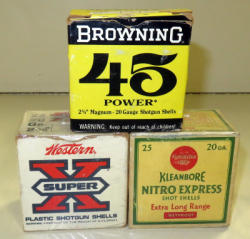 BROWNING
45
POWER
2¾ Magnum - 20 Gauge Shotgun Shells
WARNING: Keep out of reach of children!
Western
SUPER
X
PLASTIC SHOTGUN SHELLS
25
20 GA.
KLEANBORE
NITRO EXPRESS
SHOT SHELLS
Extra Long Range
WETPROOF